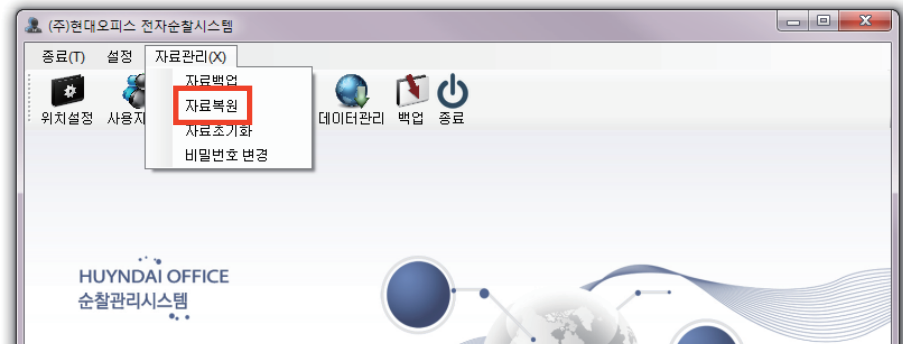 (주)현대오피스 전자순찰시스템
종료(T) 설정 자료관리(X)
자료백업
자료복원
자료초기화
비밀번호 변경
위치설정 데이터관리 백업 종료
HUYNDAI OFFICE
순찰관리시스템